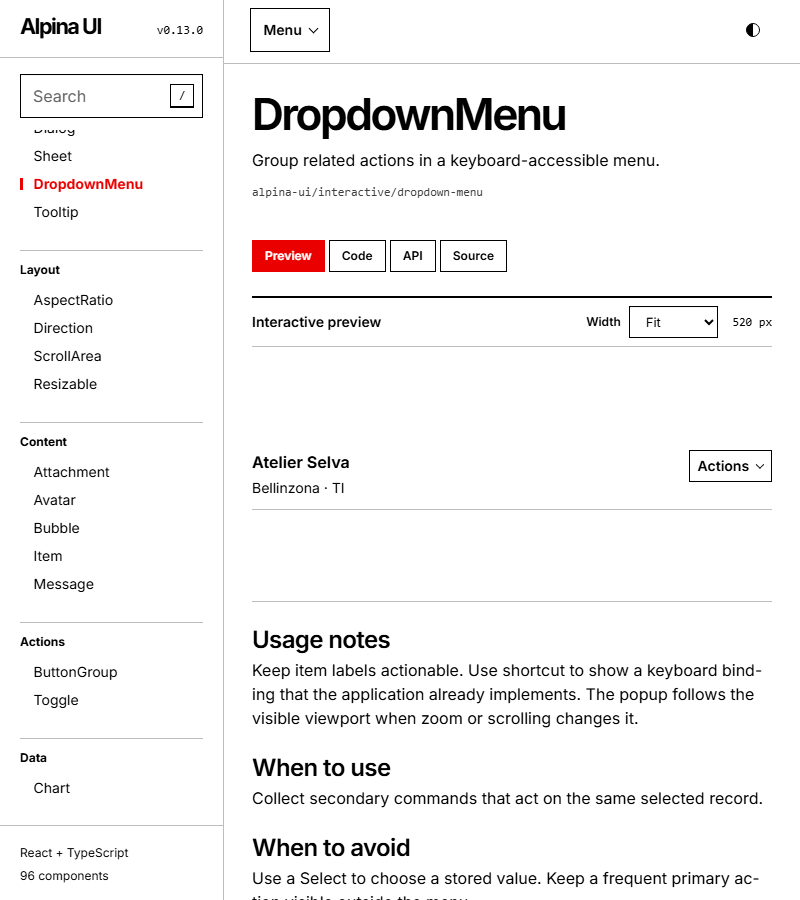 Alpina UI
v0.13.0
Search
/
Dialog
Sheet
DropdownMenu
Tooltip
Layout
AspectRatio
Direction
ScrollArea
Resizable
Content
Attachment
Avatar
Bubble
Item
Message
Actions
ButtonGroup
Toggle
Data
Chart
React + TypeScript
96 components
Menu
DropdownMenu
Group related actions in a keyboard-accessible menu.
alpina-ui/interactive/dropdown-menu
Preview
Code
API
Source
Interactive preview
Width
Fit
520 px
Atelier Selva
Bellinzona · TI
Actions
Usage notes
Keep item labels actionable. Use shortcut to show a keyboard bind-
ing that the application already implements. The popup follows the
visible viewport when zoom or scrolling changes it.
When to use
Collect secondary commands that act on the same selected record.
When to avoid
Use a Select to choose a stored value. Keep a frequent primary ac-
tion visible outside the menu.